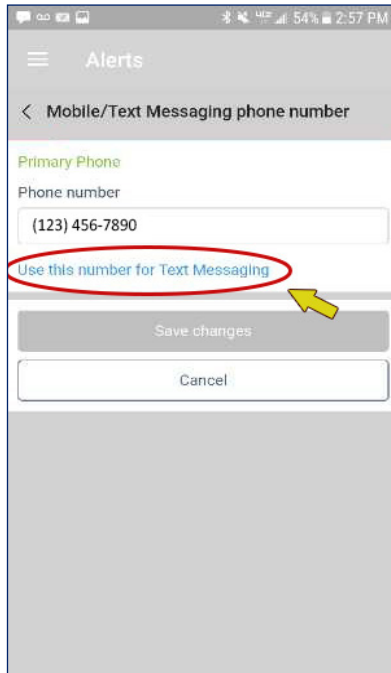 54% 2:57 PM
Alerts
Mobile/Text Messaging phone number
Primary Phone
Phone number
(123) 456-7890
Use this number for Text Messaging
Save changes
Cancel